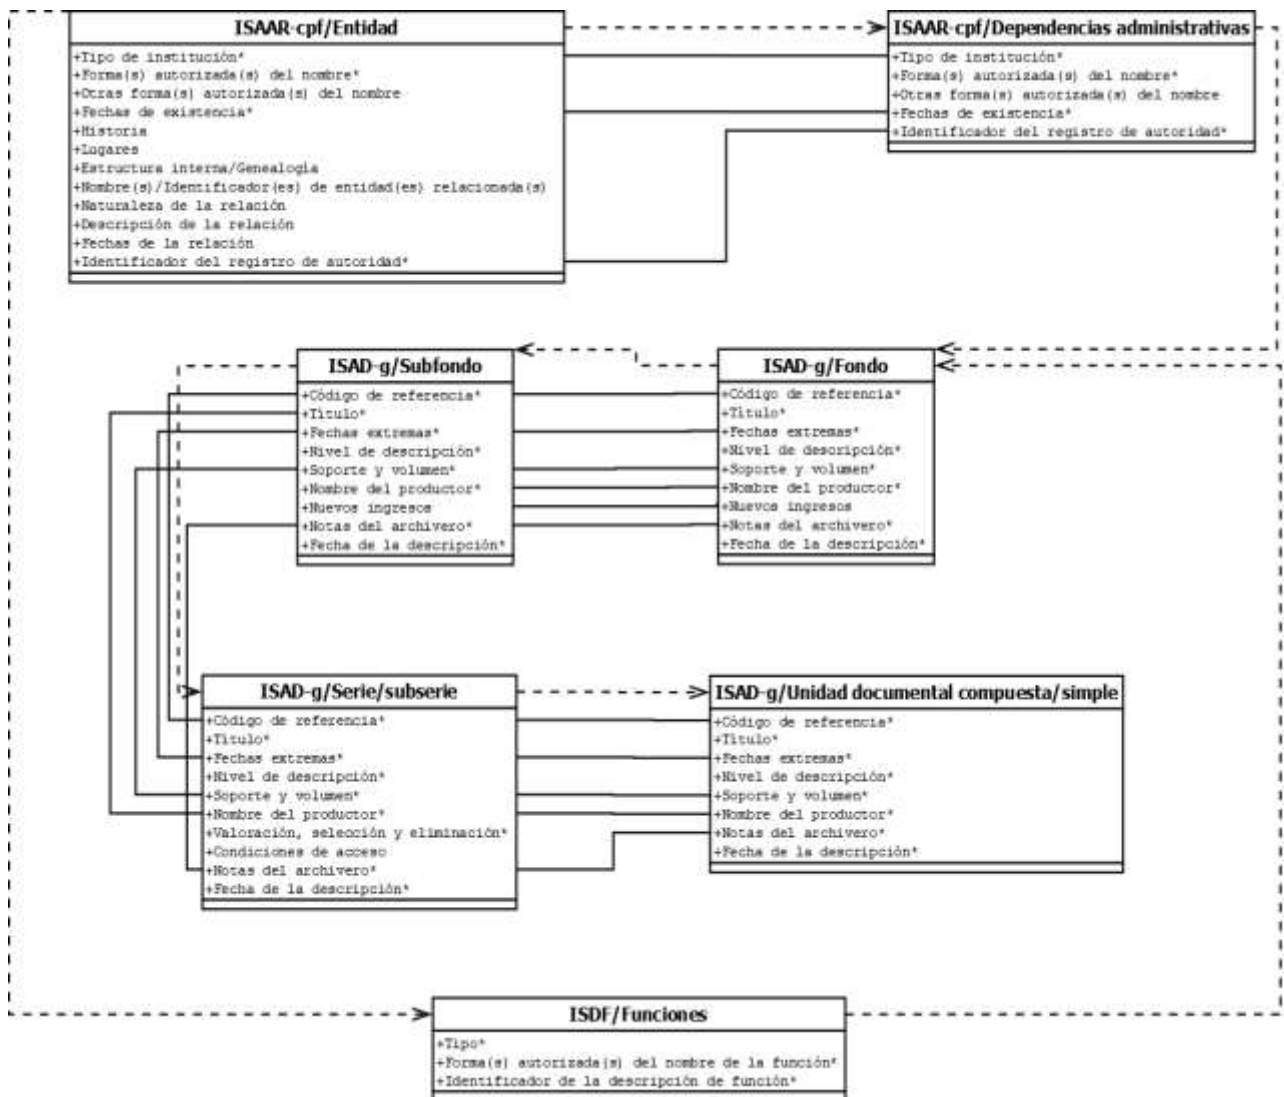 ISAAR-cpf/Entidad
+Tipo de institución*
+Forma(s) autorizada(s) del nombre*
+Otras forma(s) autorizada(s) del nombre
+Fechas de existencia*
+Historia
+Lugares
+Estructura interna/Genealogía
+Nombre(s)/Identificador(es) de entidad(es) relacionada(s)
+Naturaleza de la relación
+Descripción de la relación
+Fechas de la relación
+Identificador del registro de autoridad*
ISAAR-cpf/Dependencias administrativas
+Tipo de institución*
+Forma(s) autorizada(s) del nombre*
+Otras forma(s) autorizada(s) del nombre
+Fechas de existencia*
+Identificador del registro de autoridad*
ISAD-g/Subfondo
+Código de referencia*
+Título*
+Fechas extremas*
+Nivel de descripción*
+Soporte y volumen*
+Nombre del productor*
+Nuevos ingresos
+Notas del archivero*
+Fecha de la descripción*
ISAD-g/Fondo
+Código de referencia*
+Título*
+Fechas extremas*
+Nivel de descripción*
+Soporte y volumen*
+Nombre del productor*
+Nuevos ingresos
+Notas del archivero*
+Fecha de la descripción*
ISAD-g/Serie/subserie
+Código de referencia*
+Título*
+Fechas extremas*
+Nivel de descripción*
+Soporte y volumen*
+Nombre del productor*
+Valoración, selección y eliminación*
+Condiciones de acceso
+Notas del archivero*
+Fecha de la descripción*
ISAD-g/Unidad documental compuesta/simple
+Código de referencia*
+Título*
+Fechas extremas*
+Nivel de descripción*
+Soporte y volumen*
+Nombre del productor*
+Notas del archivero*
+Fecha de la descripción*
ISDF/Funciones
+Tipo*
+Forma(s) autorizada(s) del nombre de la función*
+Identificador de la descripción de función*